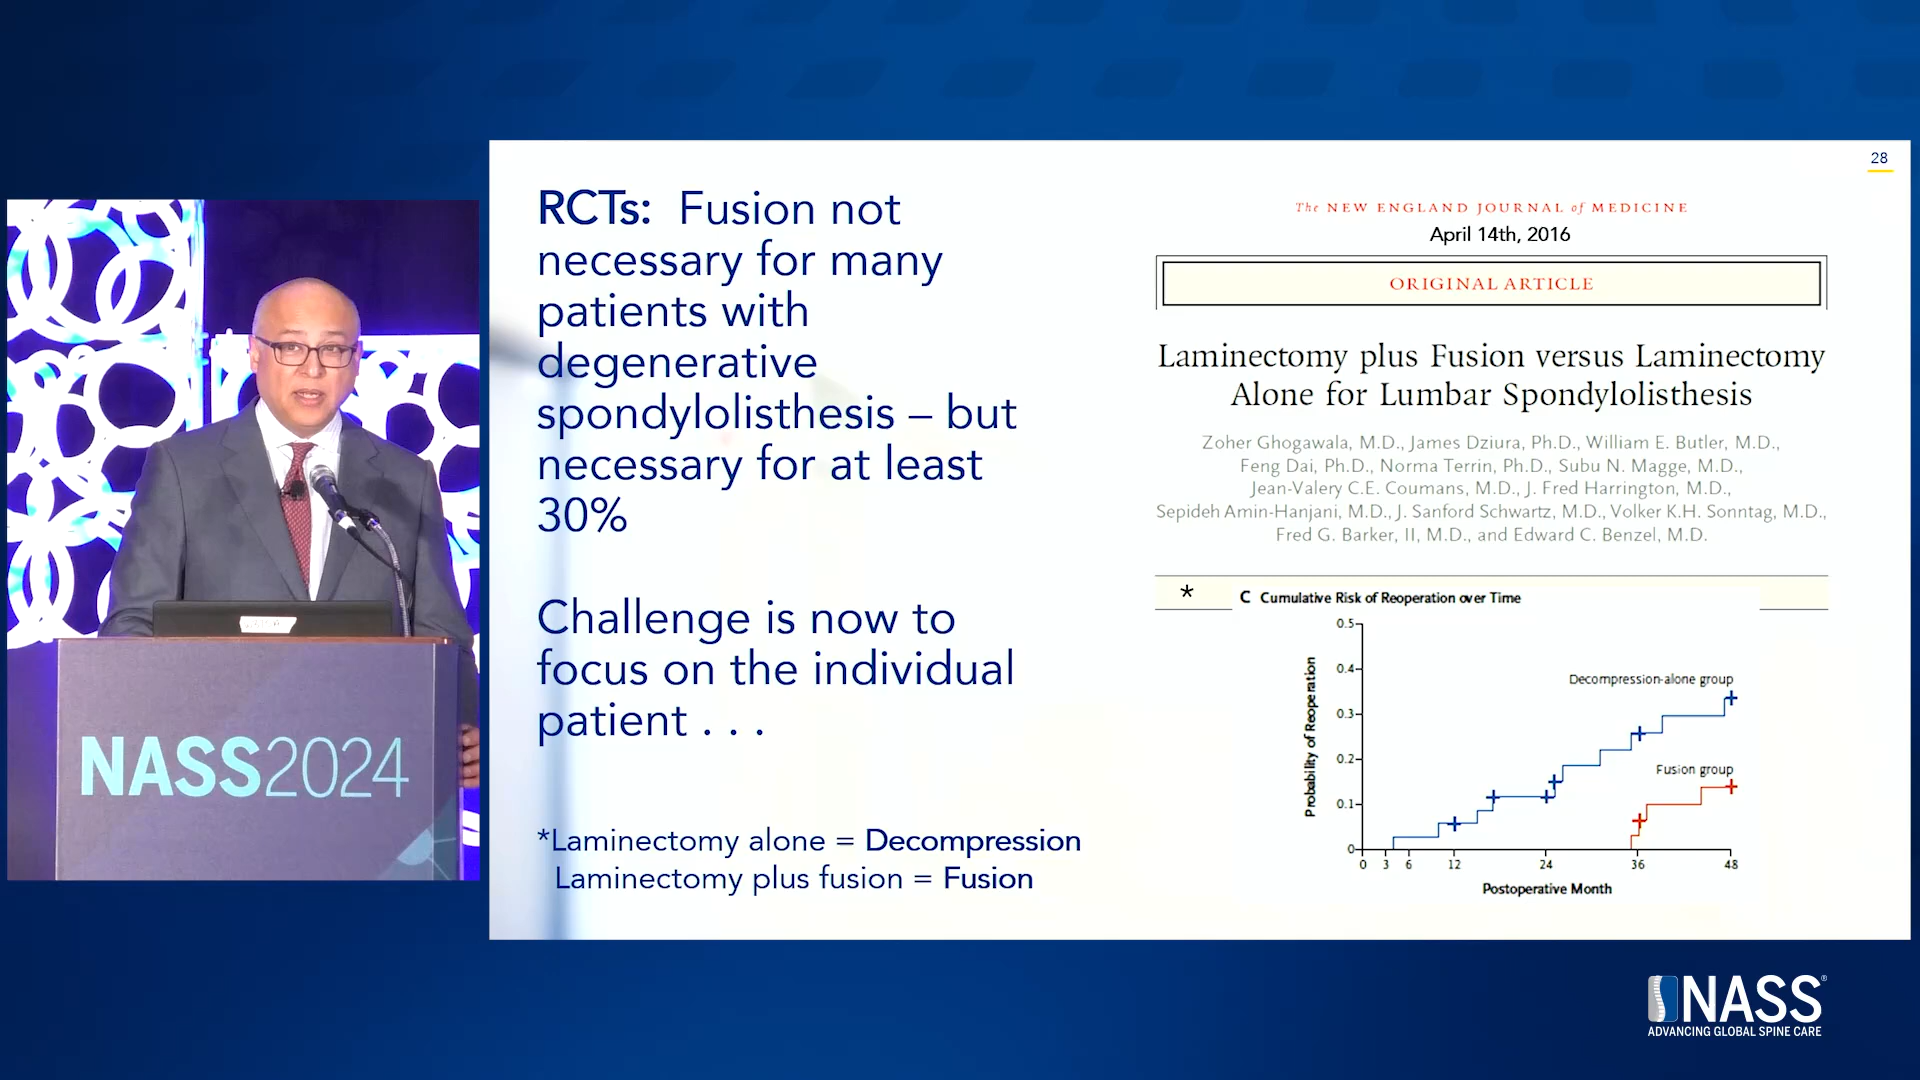 28
RCTs: Fusion not
necessary for many
patients with
degenerative
spondylolisthesis – but
necessary for at least
30%
Challenge is now to
focus on the individual
patient . . .
*Laminectomy alone = Decompression
Laminectomy plus fusion = Fusion
The NEW ENGLAND JOURNAL of MEDICINE
April 14th, 2016
ORIGINAL ARTICLE
Laminectomy plus Fusion versus Laminectomy
Alone for Lumbar Spondylolisthesis
Zoher Ghogawala, M.D., James Dziura, Ph.D., William E. Butler, M.D.,
Feng Dai, Ph.D., Norma Terrin, Ph.D., Subu N. Magge, M.D.,
Jean-Valery C.E. Coumans, M.D., J. Fred Harrington, M.D.,
Sepideh Amin-Hanjani, M.D., J. Sanford Schwartz, M.D., Volker K.H. Sonntag, M.D.,
Fred G. Barker, II, M.D., and Edward C. Benzel, M.D.
* C Cumulative Risk of Reoperation over Time
Probability of Reoperation
0.5
0.4
0.3
0.2
0.1
0
Decompression-alone group
Fusion group
0 3 6 12 24 36 48
Postoperative Month
NASS2024
NASS®
ADVANCING GLOBAL SPINE CARE